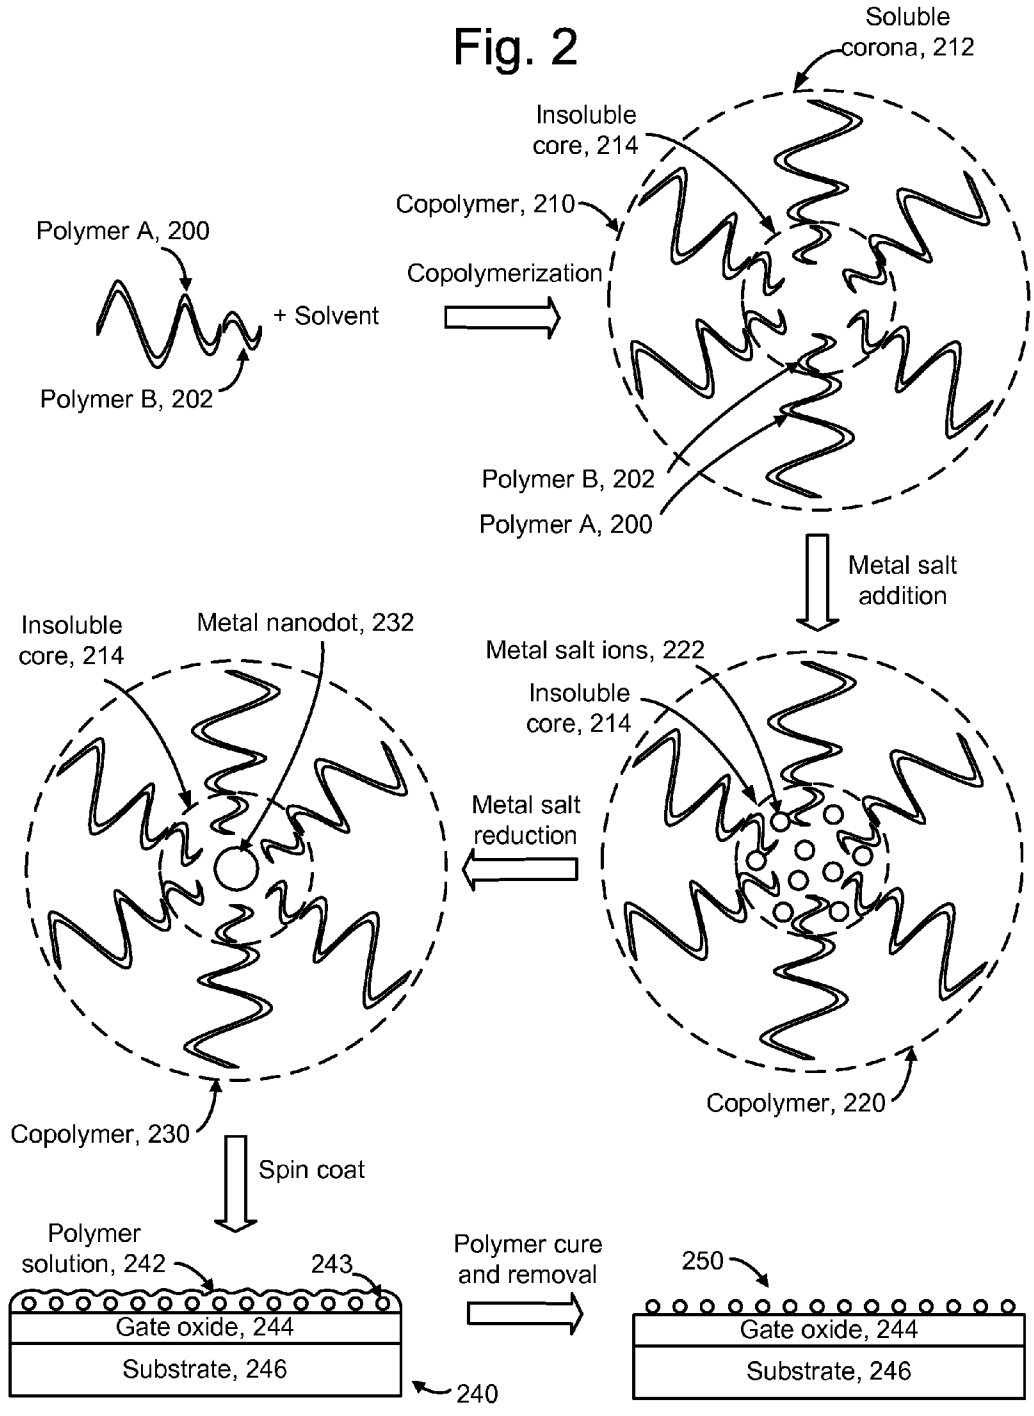 Fig. 2
Soluble
corona, 212
Insoluble
core, 214
Copolymer, 210
Polymer A, 200
+ Solvent
Polymer B, 202
Copolymerization
Polymer B, 202
Polymer A, 200
Metal salt
addition
Metal salt ions, 222
Insoluble
core, 214
Copolymer, 220
Metal salt
reduction
Insoluble
core, 214
Metal nanodot, 232
Copolymer, 230
Spin coat
Polymer
solution, 242
243
Gate oxide, 244
Substrate, 246
240
Polymer cure
and removal
250
Gate oxide, 244
Substrate, 246